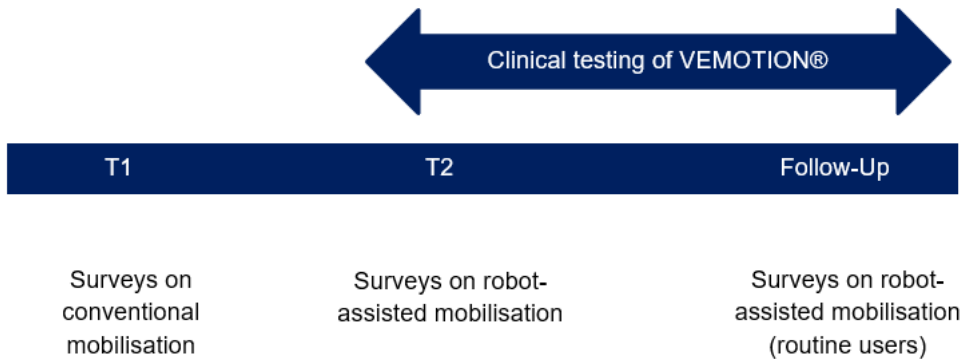 Clinical testing of VEMOTION®
T1
T2
Follow-Up
Surveys on
conventional
mobilisation
Surveys on robot-
assisted mobilisation
Surveys on robot-
assisted mobilisation
(routine users)